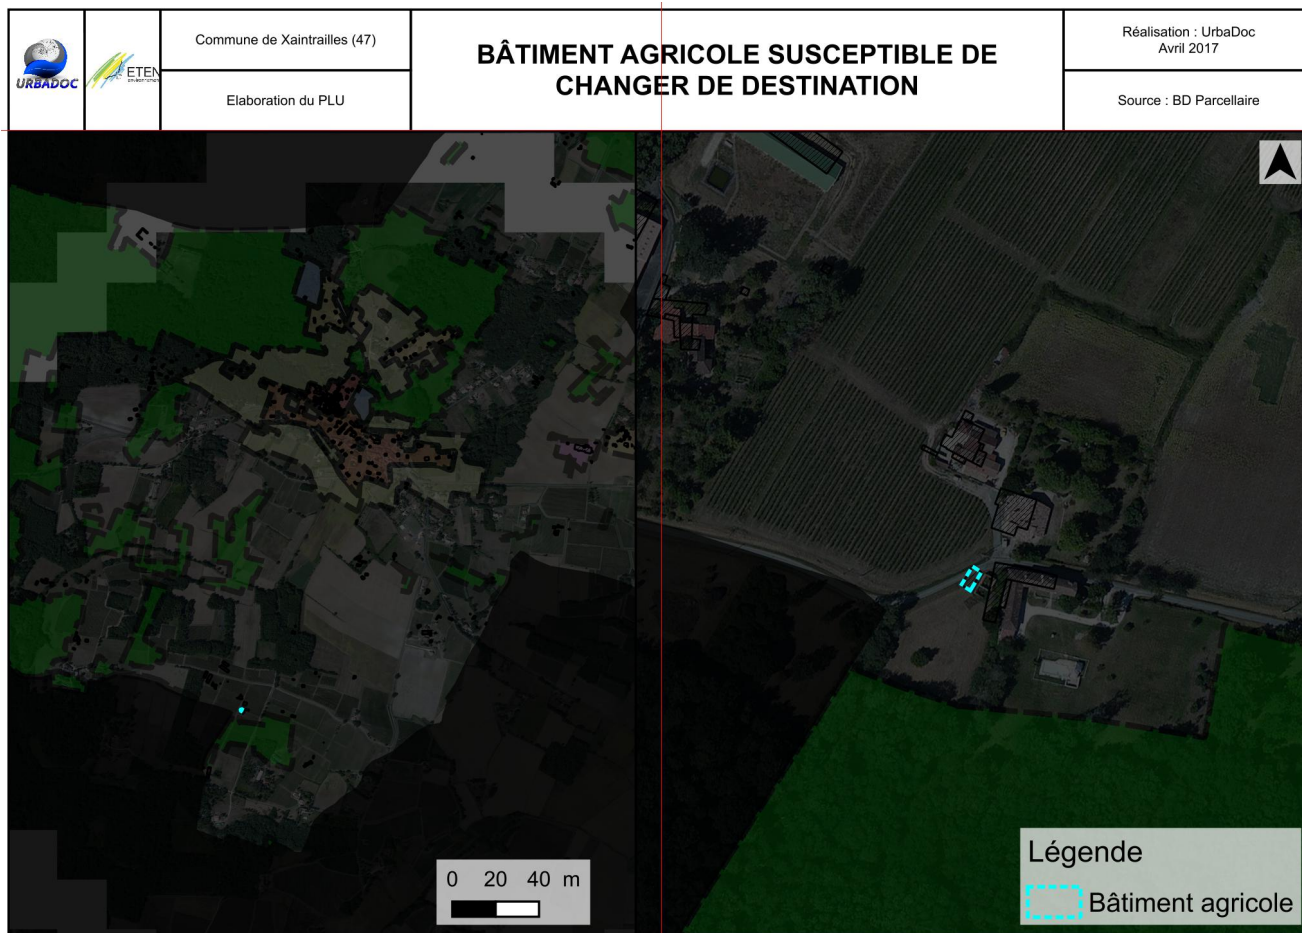 URBADOC
ETEN
environnement
Commune de Xaintrailles (47)
Elaboration du PLU
BÂTIMENT AGRICOLE SUSCEPTIBLE DE
CHANGER DE DESTINATION
Réalisation : UrbaDoc
Avril 2017
Source : BD Parcellaire
0 20 40 m
Légende
Bâtiment agricole